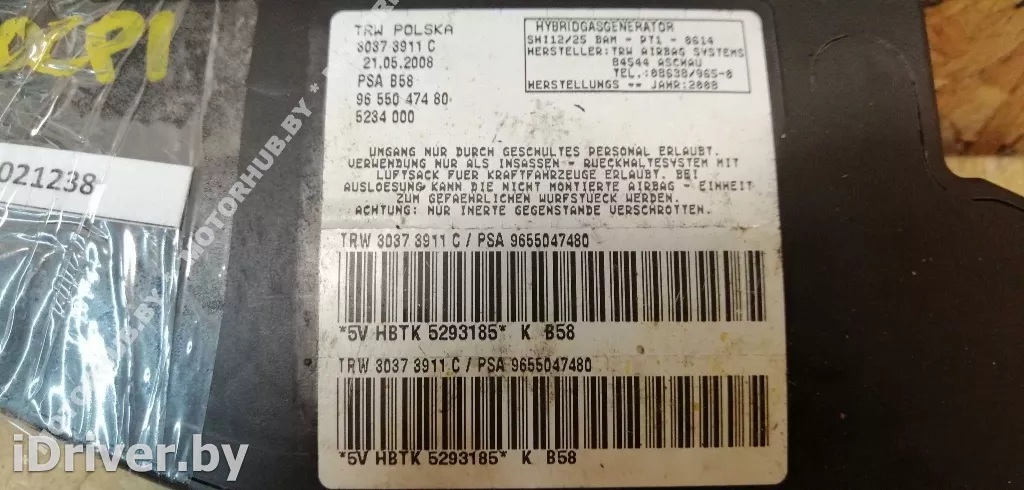 TRW POLSKA
3037 3911 C
21.05.2008
PSA B58
96 550 474 80
5234 000
HYBRIDGASGENERATOR
SHI12/25 BAM - PT1 - 0614
HERSTELLER:TRW AIRBAG SYSTEMS
84544 ASCHAU
TEL.:08638/965-0
HERSTELLUNGS -- JAHR:2008
UMGANG NUR DURCH GESCHULTES PERSONAL ERLAUBT.
VERWENDUNG NUR ALS INSASSEN - RUECKHALTESYSTEM MIT
LUFTSACK FUER KRAFTFAHRZEUGE ERLAUBT. BEI
AUSLOESUNG KANN DIE NICHT MONTIERTE AIRBAG - EINHEIT
ZUM GEFAEHRLICHEN WURFSTUECK WERDEN.
ACHTUNG: NUR INERTE GEGENSTANDE VERSCHROTTEN.
TRW 3037 3911 C / PSA 9655047480
*5V HBTK 5293185* K B58
TRW 3037 3911 C / PSA 9655047480
*5V HBTK 5293185* K B58
021238
MOTORHUB.BY * MOTORHUB.BY
iDriver.by